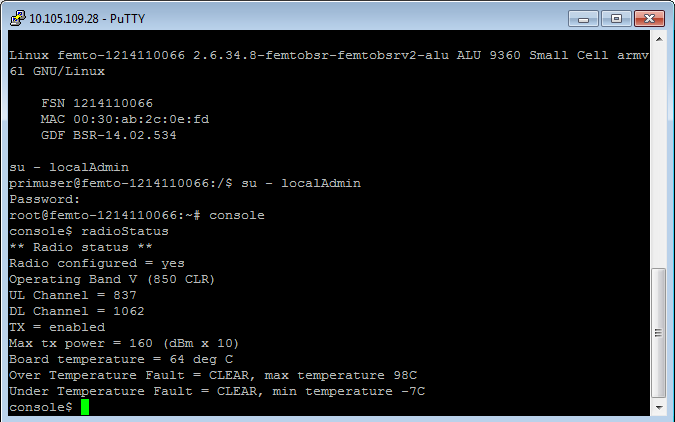 10.105.109.28 - PuTTY
Linux femto-1214110066 2.6.34.8-femtobsr-femtobsrv2-alu ALU 9360 Small Cell armv
6l GNU/Linux
FSN 1214110066
MAC 00:30:ab:2c:0e:fd
GDF BSR-14.02.534
su - localAdmin
primuser@femto-1214110066:/$ su - localAdmin
Password:
root@femto-1214110066:~# console
console$ radioStatus
** Radio status **
Radio configured = yes
Operating Band V (850 CLR)
UL Channel = 837
DL Channel = 1062
TX = enabled
Max tx power = 160 (dBm x 10)
Board temperature = 64 deg C
Over Temperature Fault = CLEAR, max temperature 98C
Under Temperature Fault = CLEAR, min temperature -7C
console$